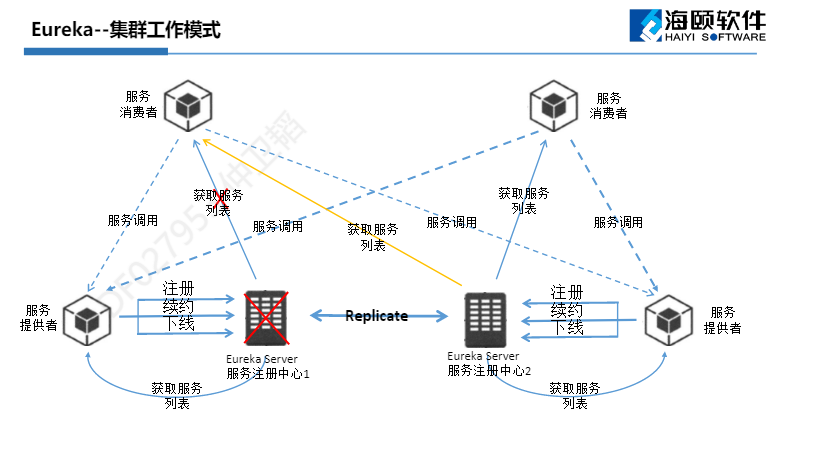 Eureka--集群工作模式
海颐软件
HAIYI SOFTWARE
服务
消费者
服务
消费者
获取服务
列表
获取服务
列表
服务调用
服务调用
获取服务
列表
服务调用
服务调用
服务
提供者
注册
续约
下线
Replicate
注册
续约
下线
服务
提供者
Eureka Server
服务注册中心1
Eureka Server
服务注册中心2
获取服务
列表
获取服务
列表